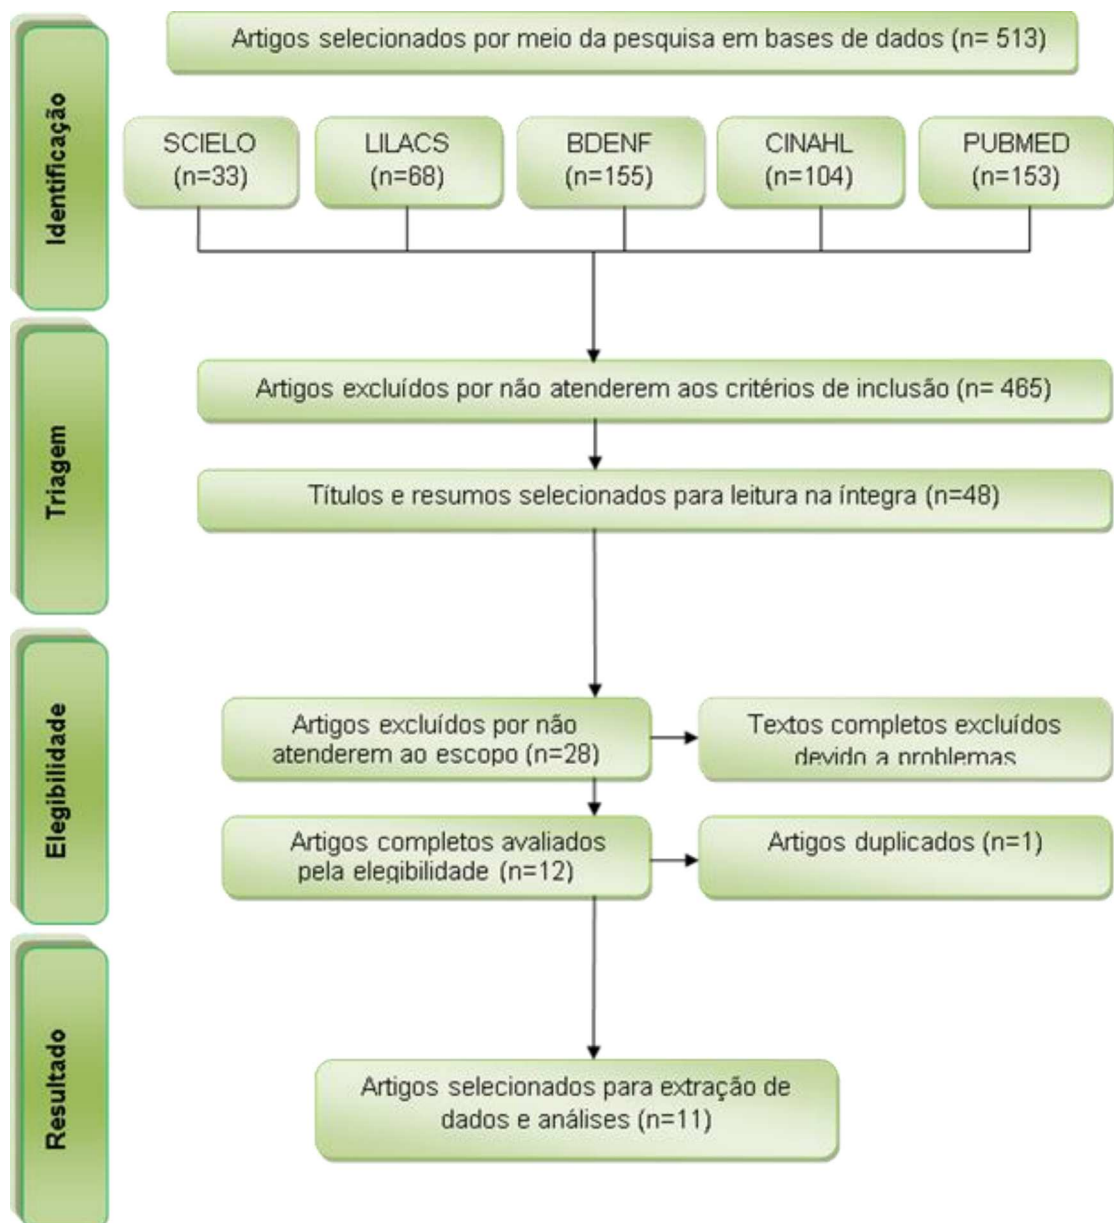 Identificação
Artigos selecionados por meio da pesquisa em bases de dados (n= 513)
SCIELO
(n=33)
LILACS
(n=68)
BDENF
(n=155)
CINAHL
(n=104)
PUBMED
(n=153)
Triagem
Artigos excluídos por não atenderem aos critérios de inclusão (n= 465)
Títulos e resumos selecionados para leitura na íntegra (n=48)
Elegibilidade
Artigos excluídos por não
atenderem ao escopo (n=28)
Textos completos excluídos
devido a problemas
Artigos completos avaliados
pela elegibilidade (n=12)
Artigos duplicados (n=1)
Resultado
Artigos selecionados para extração de
dados e análises (n=11)